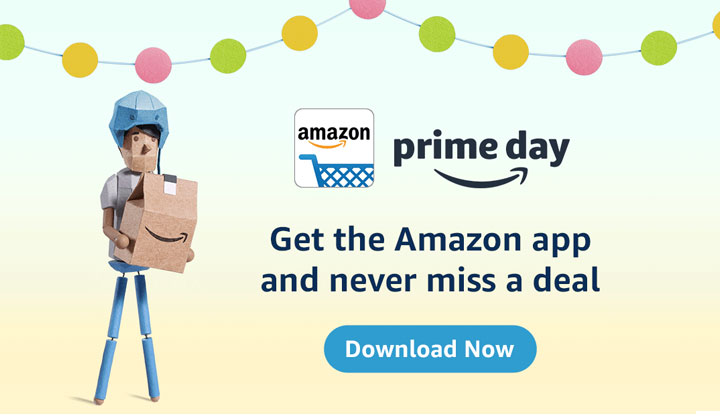 amazon
prime day
Get the Amazon app
and never miss a deal
Download Now